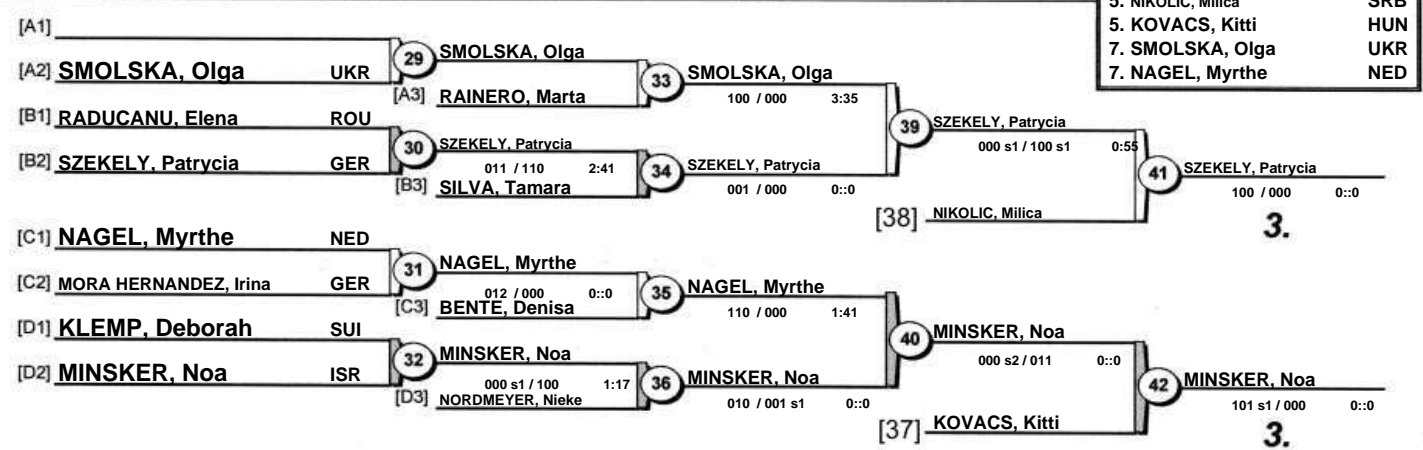 5. NIKOLIC, Milica SRB
5. KOVACS, Kitti HUN
7. SMOLSKA, Olga UKR
7. NAGEL, Myrthe NED
[A1]
[A2] SMOLSKA, Olga UKR
29
SMOLSKA, Olga
[A3] RAINERO, Marta
33
SMOLSKA, Olga
100 / 000 3:35
[B1] RADUCANU, Elena ROU
[B2] SZEKELY, Patrycia GER
30
SZEKELY, Patrycia
011 / 110 2:41
[B3] SILVA, Tamara
34
SZEKELY, Patrycia
001 / 000 0::0
39
SZEKELY, Patrycia
000 s1 / 100 s1 0:55
[38] NIKOLIC, Milica
41
SZEKELY, Patrycia
100 / 000 0::0
3.
[C1] NAGEL, Myrthe NED
[C2] MORA HERNANDEZ, Irina GER
31
NAGEL, Myrthe
012 / 000 0::0
[C3] BENTE, Denisa
35
NAGEL, Myrthe
110 / 000 1:41
[D1] KLEMP, Deborah SUI
[D2] MINSKER, Noa ISR
32
MINSKER, Noa
000 s1 / 100 1:17
[D3] NORDMEYER, Nieke
36
MINSKER, Noa
010 / 001 s1 0::0
40
MINSKER, Noa
000 s2 / 011 0::0
[37] KOVACS, Kitti
42
MINSKER, Noa
101 s1 / 000 0::0
3.